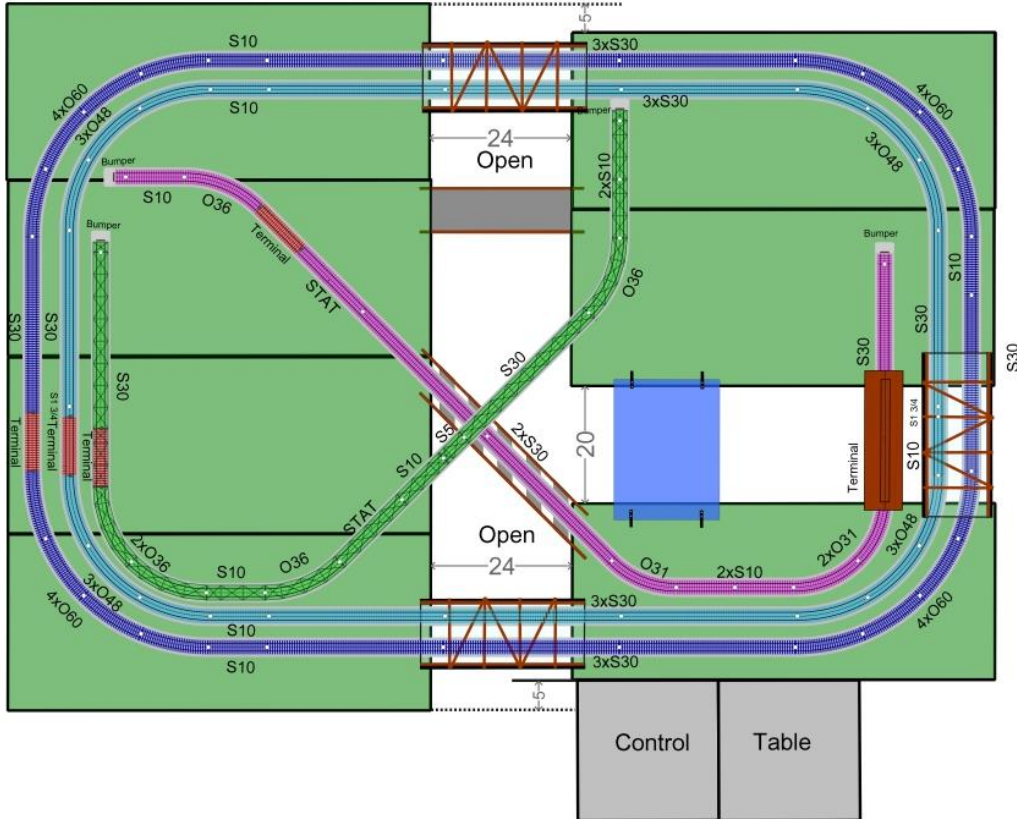 5
S10
3xS30
4xO60
4xO60
S10
3xS30
3xO48
3xO48
Bumper
24
Open
Bumper
2xS10
S10
O36
Terminal
Bumper
Bumper
O36
S10
STAT
S30
S30
S30
S30
S30
S30
S30
S5
2xS30
20
S1 3/4
S1 3/4
Terminal
Terminal
Terminal
S10
Terminal
S10
STAT
Open
2xO36
S10
O36
24
O31
2xS10
2xO31
3xO48
3xO48
4xO60
4xO60
3xS30
S10
S10
3xS30
5
Control
Table